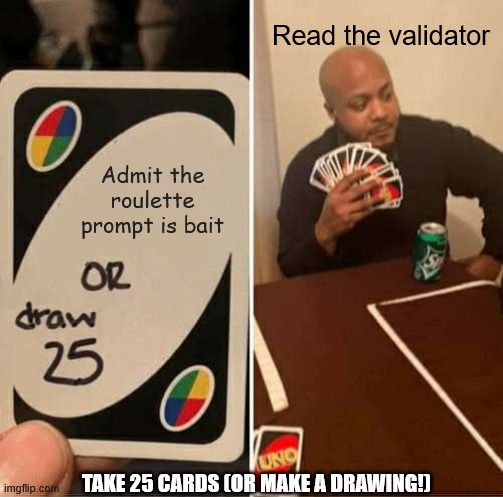 Read the validator
Admit the
roulette
prompt is bait
OR
draw
25
UNO
TAKE 25 CARDS (OR MAKE A DRAWING!)
imgflip.com